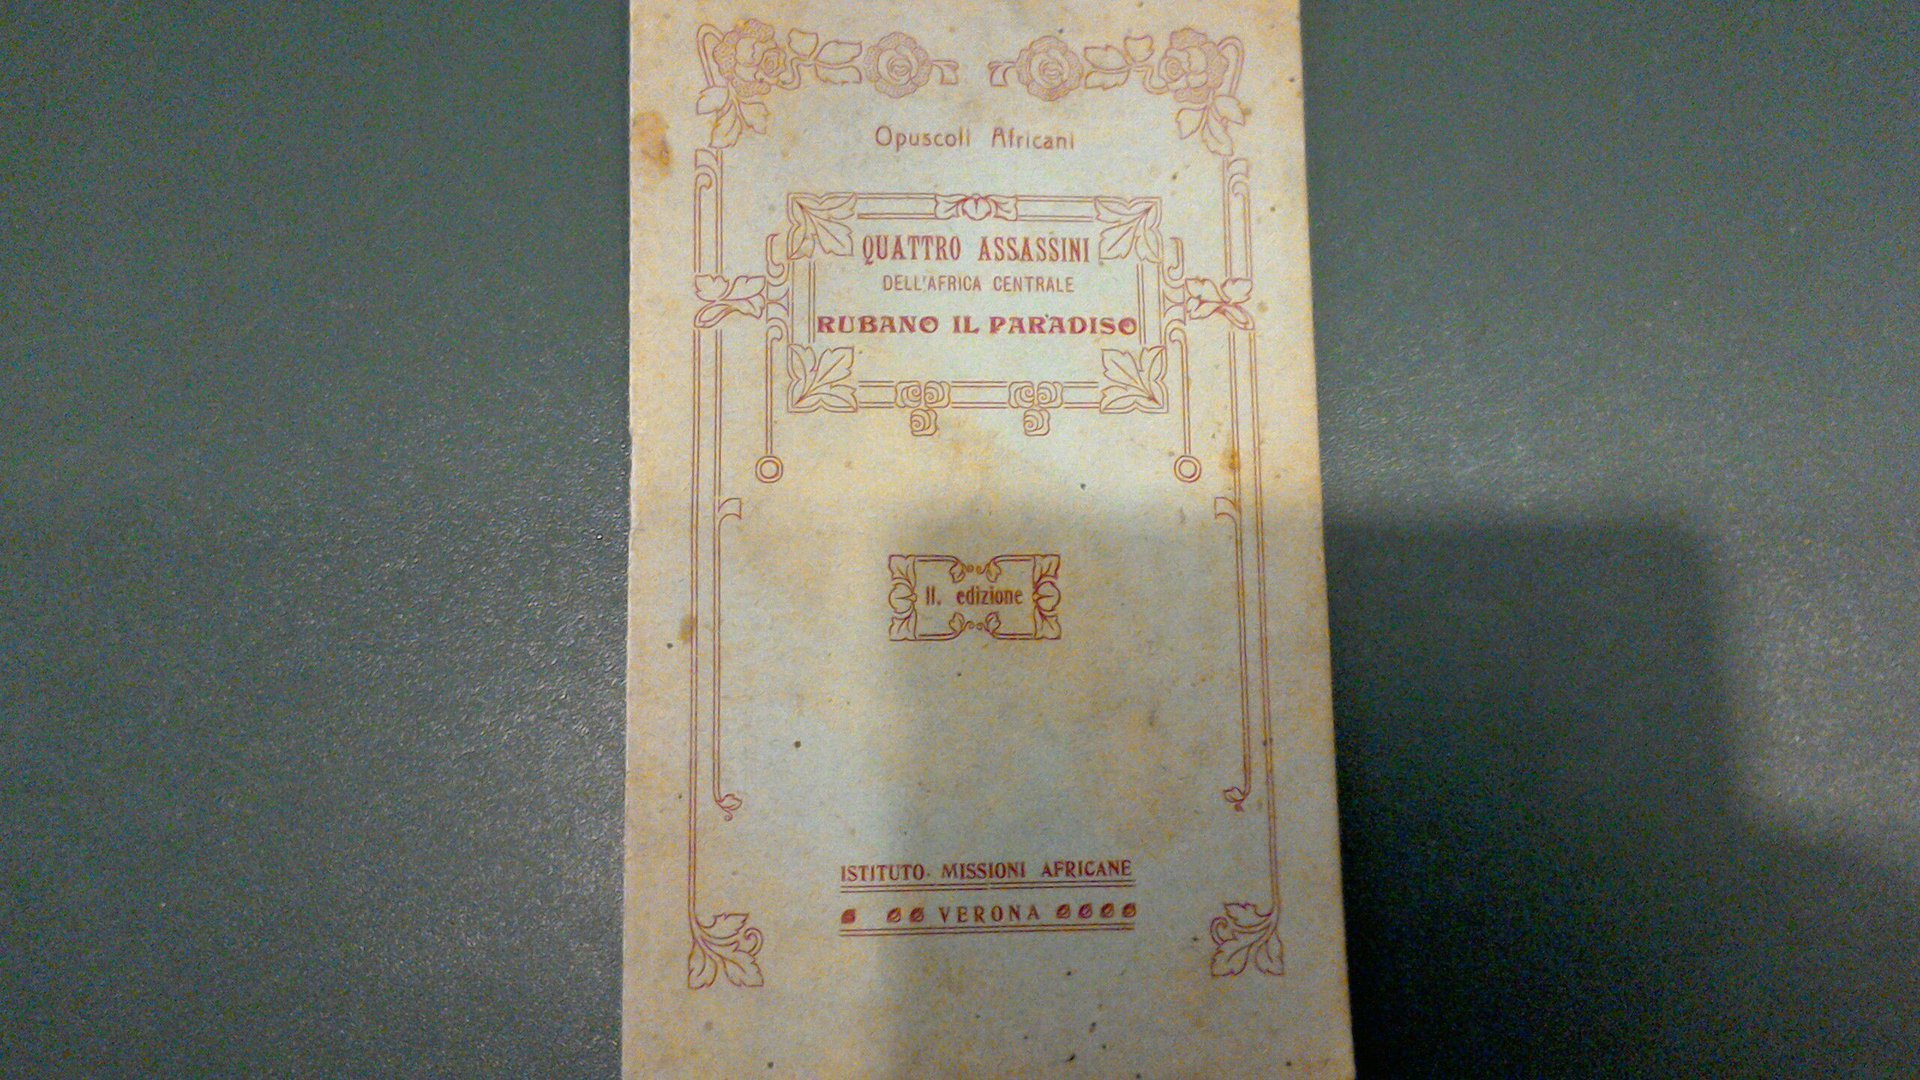 Opuscoli Africani
QUATTRO ASSASSINI
DELL'AFRICA CENTRALE
RUBANO IL PARADISO
II. edizione
ISTITUTO MISSIONI AFRICANE
VERONA